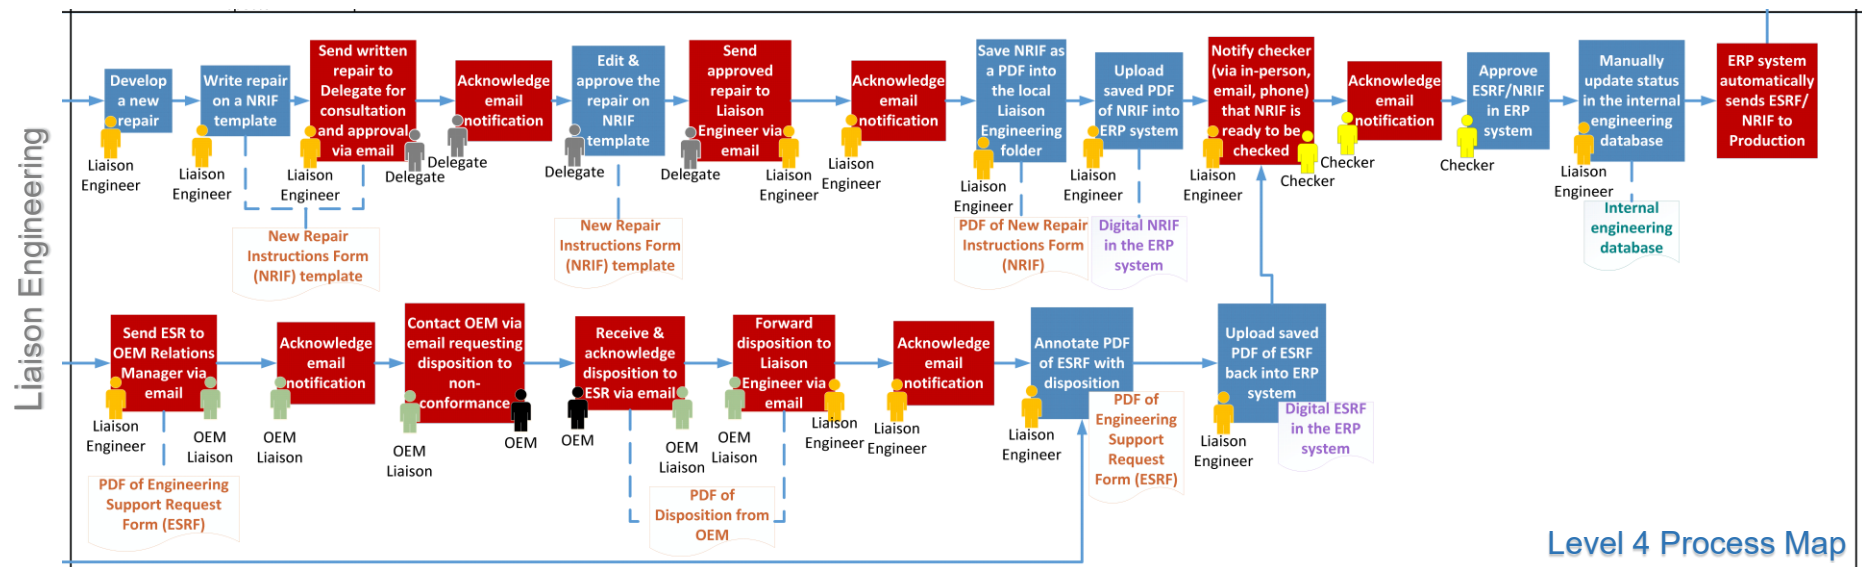 Liaison Engineering
Develop
a new
repair
Liaison
Engineer
Write repair
on a NRIF
template
Liaison
Engineer
Send written
repair to
Delegate for
consultation
and approval
via email
Liaison
Engineer
Delegate
New Repair
Instructions Form
(NRIF) template
Acknowledge
email
notification
Delegate
Edit &
approve the
repair on
NRIF
template
Delegate
New Repair
Instructions Form
(NRIF) template
Send
approved
repair to
Liaison
Engineer via
email
Delegate
Liaison
Engineer
Acknowledge
email
notification
Liaison
Engineer
Save NRIF as
a PDF into
the local
Liaison
Engineering
folder
Liaison
Engineer
PDF of New Repair
Instructions Form
(NRIF)
Upload
saved PDF
of NRIF into
ERP system
Liaison
Engineer
Digital NRIF
in the ERP
system
Notify checker
(via in-person,
email, phone)
that NRIF is
ready to be
checked
Liaison
Engineer
Checker
Acknowledge
email
notification
Checker
Approve
ESRF/NRIF
in ERP
system
Checker
Manually
update status
in the internal
engineering
database
Liaison
Engineer
Internal
engineering
database
ERP system
automatically
sends ESRF/
NRIF to
Production
Send ESR to
OEM Relations
Manager via
email
Liaison
Engineer
OEM
Liaison
PDF of Engineering
Support Request
Form (ESRF)
Acknowledge
email
notification
OEM
Liaison
Contact OEM via
email requesting
disposition to
non-
conformance
OEM
Liaison
OEM
Receive &
acknowledge
disposition to
ESR via email
OEM
OEM
Liaison
PDF of
Disposition from
OEM
Forward
disposition to
Liaison
Engineer via
email
OEM
Liaison
Liaison
Engineer
Acknowledge
email
notification
Liaison
Engineer
Annotate PDF
of ESRF with
disposition
Liaison
Engineer
PDF of
Engineering
Support
Request
Form (ESRF)
Upload saved
PDF of ESRF
back into ERP
system
Liaison
Engineer
Digital ESRF
in the ERP
system
Level 4 Process Map